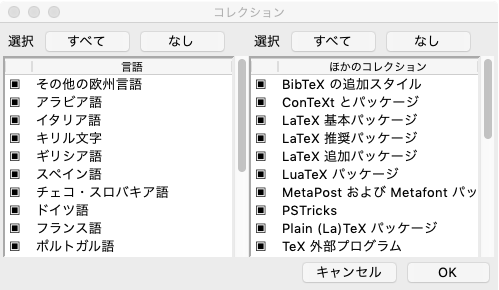 コレクション
選択 すべて なし
選択 すべて なし
言語
その他の欧州言語
アラビア語
イタリア語
キリル文字
ギリシア語
スペイン語
チェコ・スロバキア語
ドイツ語
フランス語
ポルトガル語
ほかのコレクション
BibTeX の追加スタイル
ConTeXt とパッケージ
LaTeX 基本パッケージ
LaTeX 推奨パッケージ
LaTeX 追加パッケージ
LuaTeX パッケージ
MetaPost および Metafont パッ
PSTricks
Plain (La)TeX パッケージ
TeX 外部プログラム
キャンセル OK